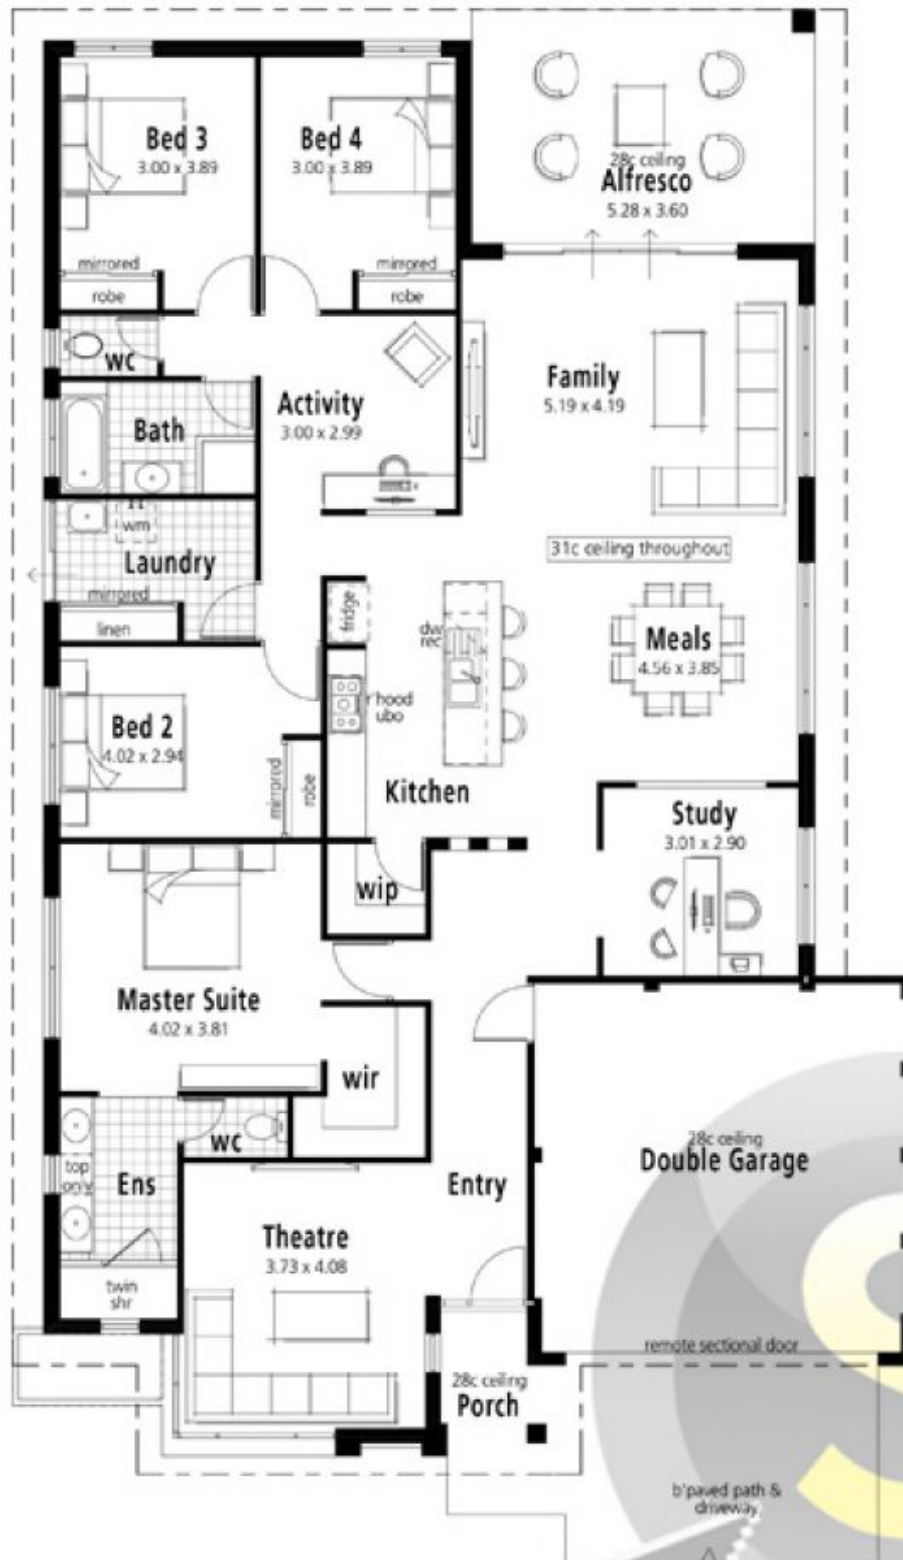 Bed 3
3.00 x 3.89
Bed 4
3.00 x 3.89
28c ceiling
Alfresco
5.28 x 3.60
mirrored
robe
mirrored
robe
wc
Activity
3.00 x 2.99
Family
5.19 x 4.19
Bath
wm
Laundry
mirrored
linen
31c ceiling throughout
fridge
dw
rec
Meals
4.56 x 3.85
r'hood
ubo
Bed 2
4.02 x 2.94
mirrored
robe
Kitchen
Study
3.01 x 2.90
wip
Master Suite
4.02 x 3.81
wir
wc
top
only
Ens
Entry
28c ceiling
Double Garage
Theatre
3.73 x 4.08
twin
shr
remote sectional door
28c ceiling
Porch
b'paved path &
driveway